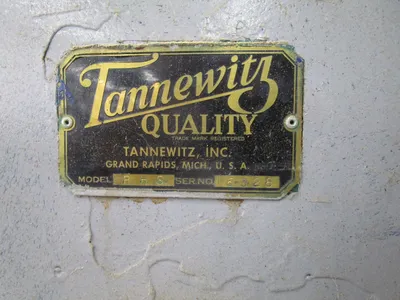 Tannewitz
QUALITY
TRADE MARK REGISTERED
TANNEWITZ, INC.
GRAND RAPIDS, MICH., U. S. A.
MODEL SER.NO.